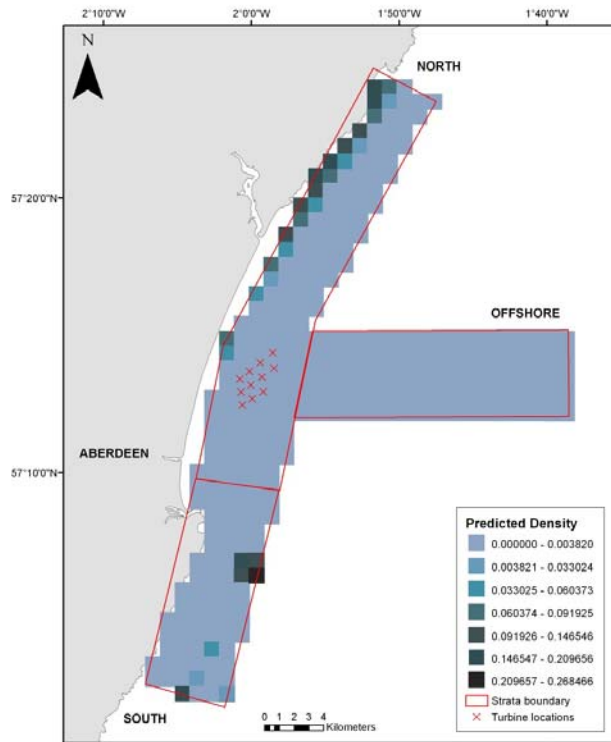 2°10'0"W 2°0'0"W 1°50'0"W 1°40'0"W
N
NORTH
57°20'0"N
OFFSHORE
ABERDEEN
57°10'0"N
SOUTH
0 1 2 3 4
Kilometers
Predicted Density
0.000000 - 0.003820
0.003821 - 0.033024
0.033025 - 0.060373
0.060374 - 0.091925
0.091926 - 0.146546
0.146547 - 0.209656
0.209657 - 0.268466
Strata boundary
Turbine locations